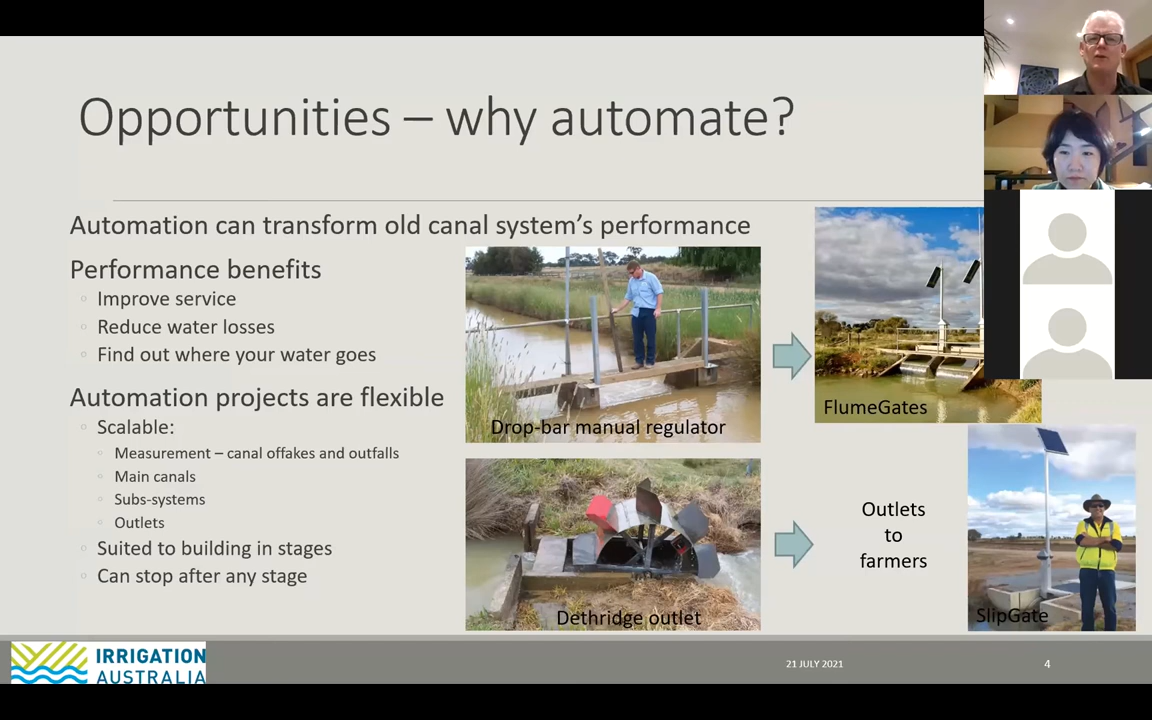 Opportunities – why automate?
Automation can transform old canal system’s performance
Performance benefits
Improve service
Reduce water losses
Find out where your water goes
Automation projects are flexible
Scalable:
Measurement – canal offakes and outfalls
Main canals
Subs-systems
Outlets
Suited to building in stages
Can stop after any stage
Drop-bar manual regulator
FlumeGates
Dethridge outlet
Outlets
to
farmers
SlipGate
IRRIGATION
AUSTRALIA
21 JULY 2021
4